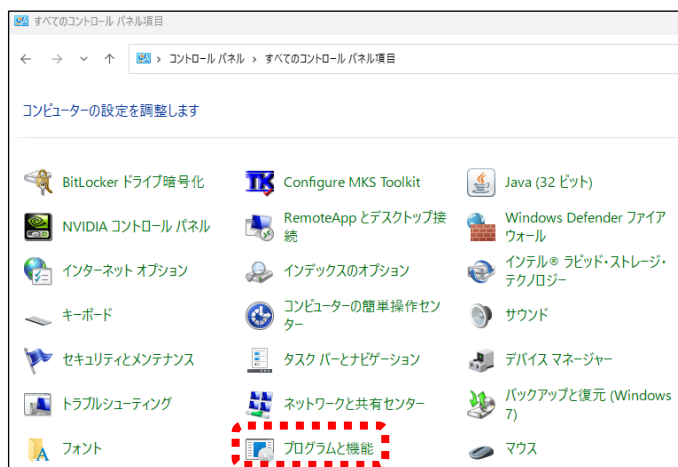 すべてのコントロール パネル項目
コントロール パネル › すべてのコントロール パネル項目
コンピューターの設定を調整します
BitLocker ドライブ暗号化
Configure MKS Toolkit
Java (32 ビット)
NVIDIA コントロール パネル
RemoteApp とデスクトップ接
続
Windows Defender ファイア
ウォール
インターネット オプション
インデックスのオプション
インテル® ラピッド・ストレージ・
テクノロジー
キーボード
コンピューターの簡単操作セン
ター
サウンド
セキュリティとメンテナンス
タスク バーとナビゲーション
デバイス マネージャー
トラブルシューティング
ネットワークと共有センター
バックアップと復元 (Windows
7)
フォント
プログラムと機能
マウス